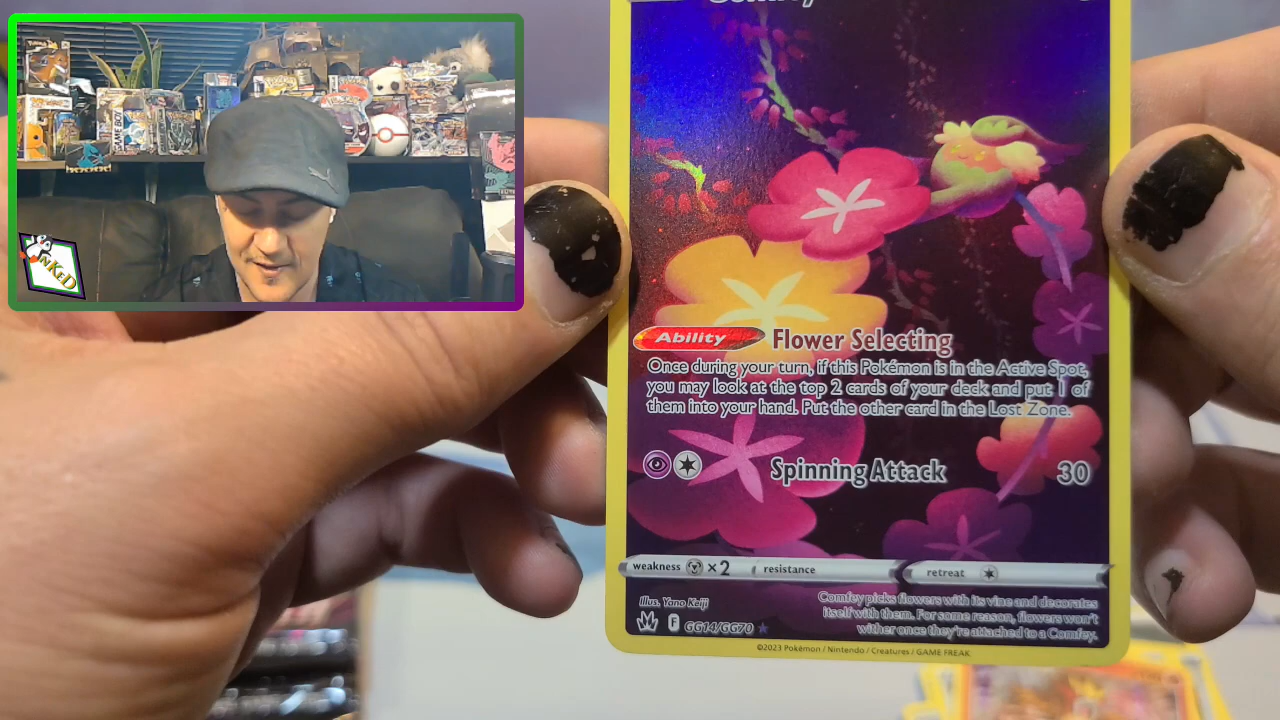 Comfey
Ability Flower Selecting
Once during your turn, if this Pokémon is in the Active Spot,
you may look at the top 2 cards of your deck and put 1 of
them into your hand. Put the other card in the Lost Zone.
Spinning Attack 30
weakness ×2 resistance retreat
Illus. Yano Keiji
F GG14/GG70
Comfey picks flowers with its vine and decorates
itself with them. For some reason, flowers won't
wither once they're attached to a Comfey.
©2023 Pokémon / Nintendo / Creatures / GAME FREAK
GAME BOY